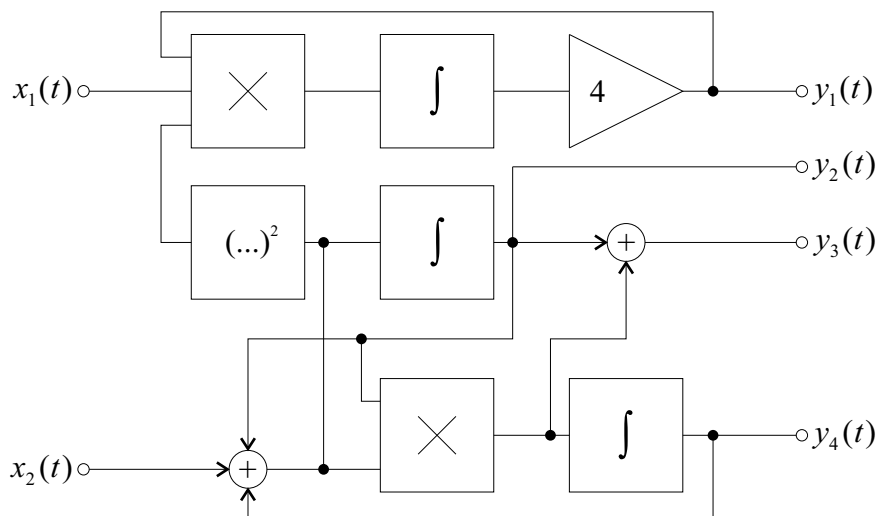 x₁(t)
×
∫
4
y₁(t)
y₂(t)
(...)²
∫
+
y₃(t)
x₂(t)
+
×
∫
y₄(t)